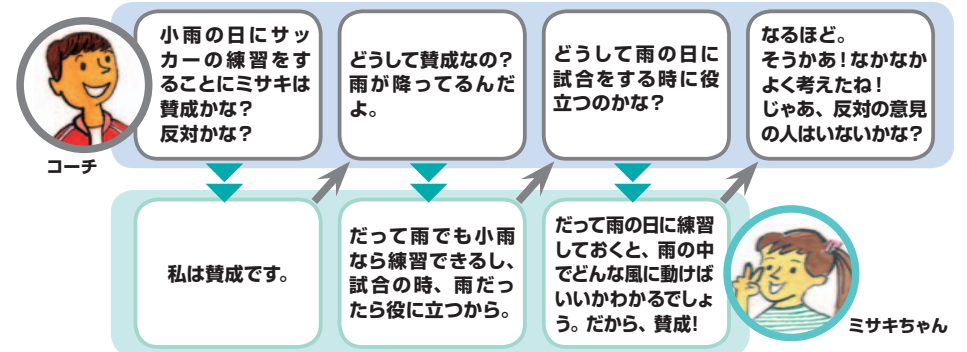 小雨の日にサッ
カーの練習をす
ることにミサキは
賛成かな？
反対かな？
コーチ
私は賛成です。
どうして賛成なの？
雨が降ってるんだ
よ。
だって雨でも小雨
なら練習できるし、
試合の時、雨だっ
たら役に立つから。
どうして雨の日に
試合をする時に役
立つのかな？
だって雨の日に練習
しておくと、雨の中
でどんな風に動けば
いいかわかるでしょ
う。だから、賛成！
なるほど。
そうかあ！なかなか
よく考えたね！
じゃあ、反対の意見
の人はいないかな？
ミサキちゃん